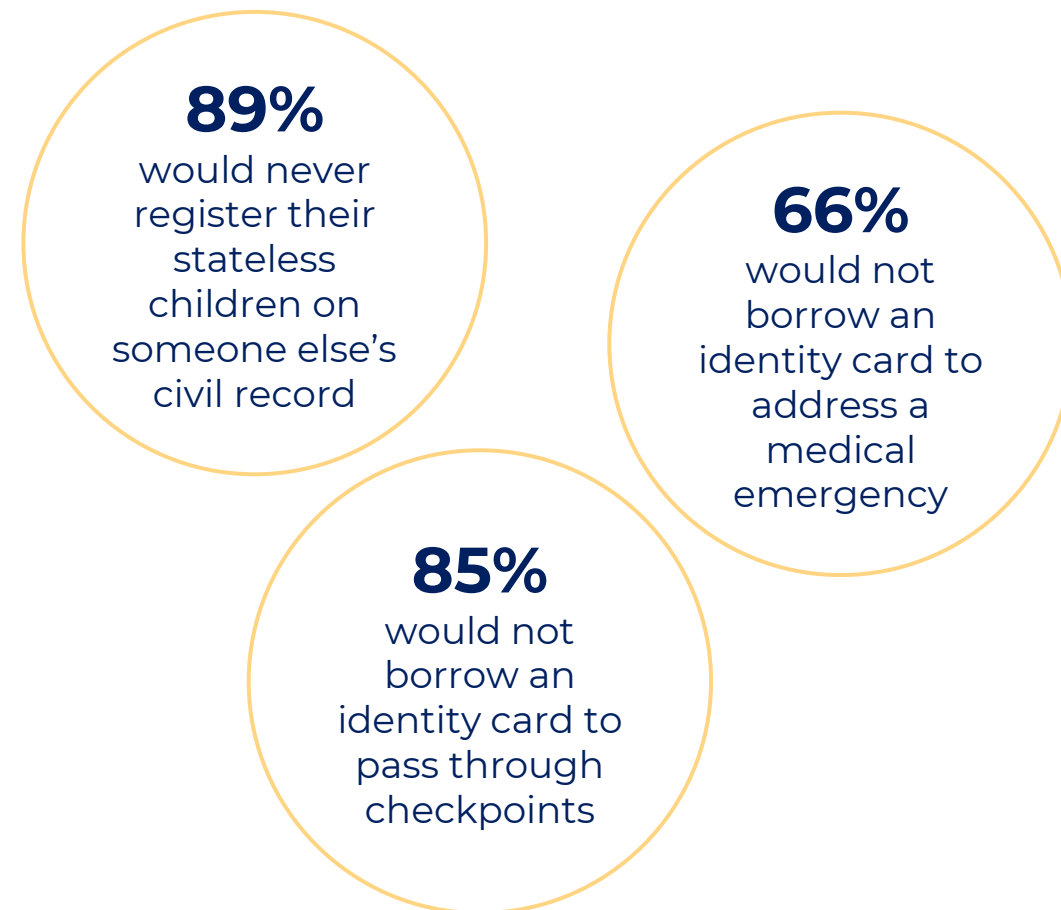 89%
would never
register their
stateless
children on
someone else’s
civil record
66%
would not
borrow an
identity card to
address a
medical
emergency
85%
would not
borrow an
identity card to
pass through
checkpoints